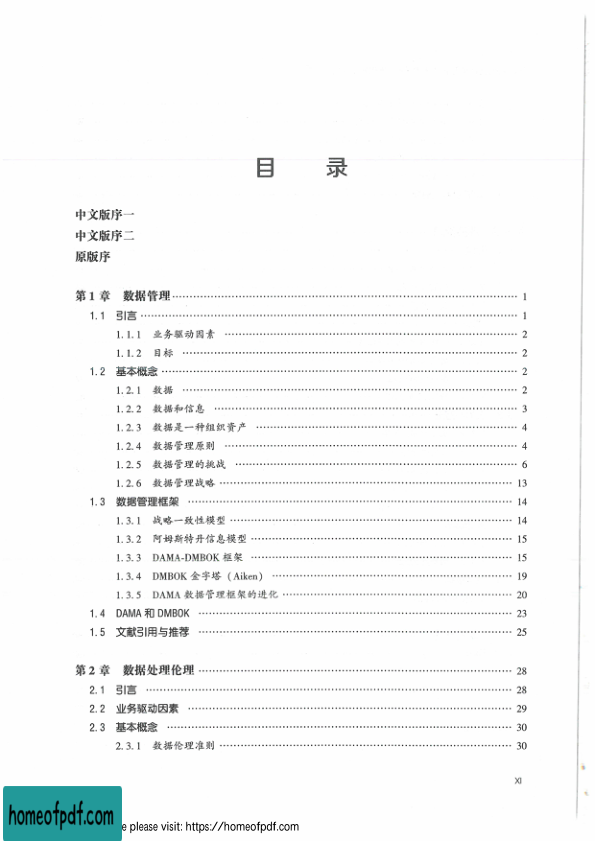 目 录
中文版序一
中文版序二
原版序
第1章 数据管理 1
1.1 引言 1
1.1.1 业务驱动因素 2
1.1.2 目标 2
1.2 基本概念 2
1.2.1 数据 2
1.2.2 数据和信息 3
1.2.3 数据是一种组织资产 4
1.2.4 数据管理原则 4
1.2.5 数据管理的挑战 6
1.2.6 数据管理战略 13
1.3 数据管理框架 14
1.3.1 战略一致性模型 14
1.3.2 阿姆斯特丹信息模型 15
1.3.3 DAMA-DMBOK 框架 15
1.3.4 DMBOK 金字塔(Aiken) 19
1.3.5 DAMA 数据管理框架的进化 20
1.4 DAMA 和 DMBOK 23
1.5 文献引用与推荐 25
第2章 数据处理伦理 28
2.1 引言 28
2.2 业务驱动因素 29
2.3 基本概念 30
2.3.1 数据伦理准则 30
XI
homeofpdf.com
e please visit: https://homeofpdf.com